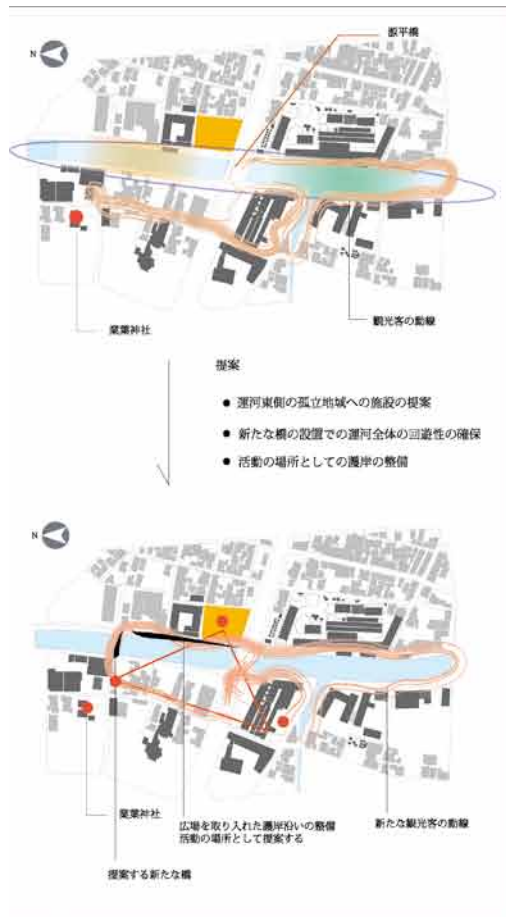 N
業葉神社
観光客の動線
提案
● 運河東側の孤立地域への施設の提案
● 新たな橋の設置での運河全体の回遊性の確保
● 活動の場所としての護岸の整備
N
業葉神社
広場を取り入れた護岸沿いの整備
活動の場所として提案する
新たな観光客の動線
提案する新たな橋